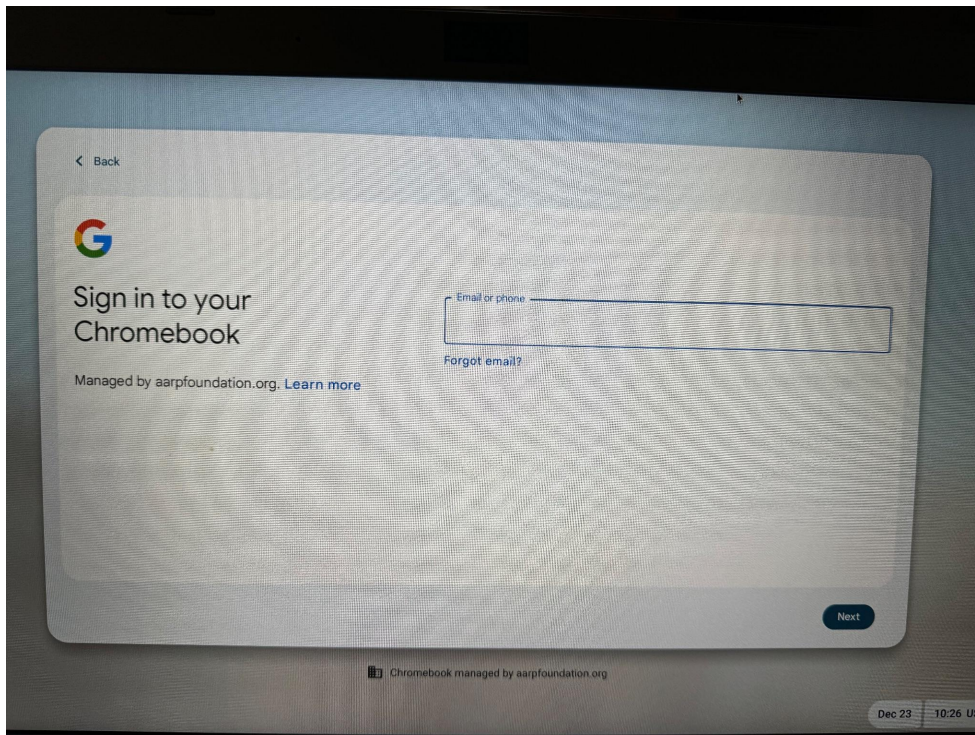 Back
Sign in to your
Chromebook
Managed by aarpfoundation.org. Learn more
Email or phone
Forgot email?
Next
Chromebook managed by aarpfoundation.org
Dec 23 10:26 U